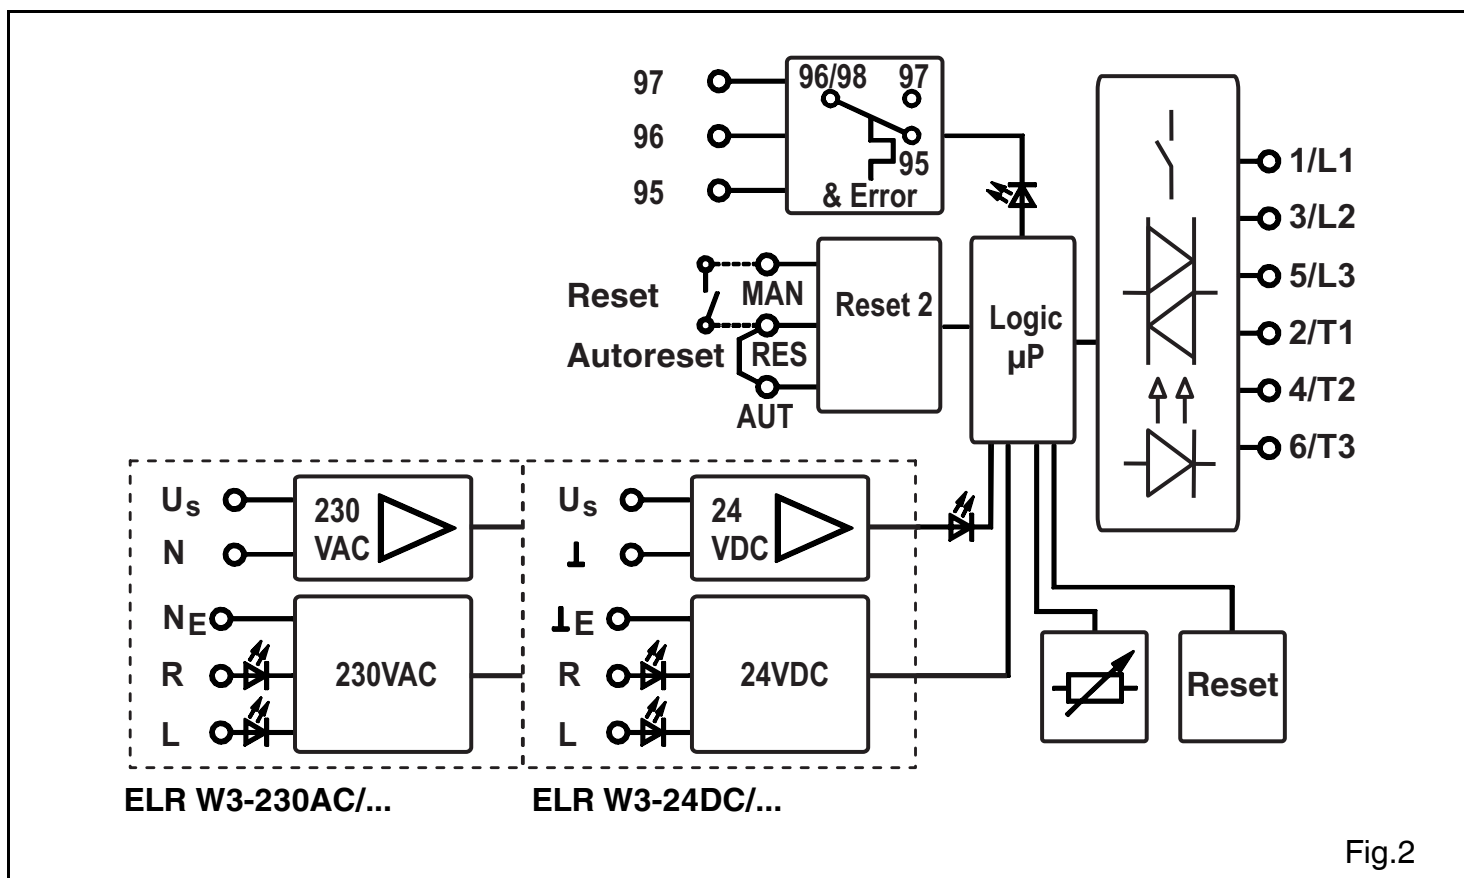 97
96
95
96/98 97
95
& Error
Reset
Autoreset
MAN
RES
AUT
Reset 2
Logic
µP
1/L1
3/L2
5/L3
2/T1
4/T2
6/T3
Us
N
230
VAC
NE
R
L
230VAC
Us
⊥
24
VDC
⊥E
R
L
24VDC
Reset
ELR W3-230AC/...
ELR W3-24DC/...
Fig.2